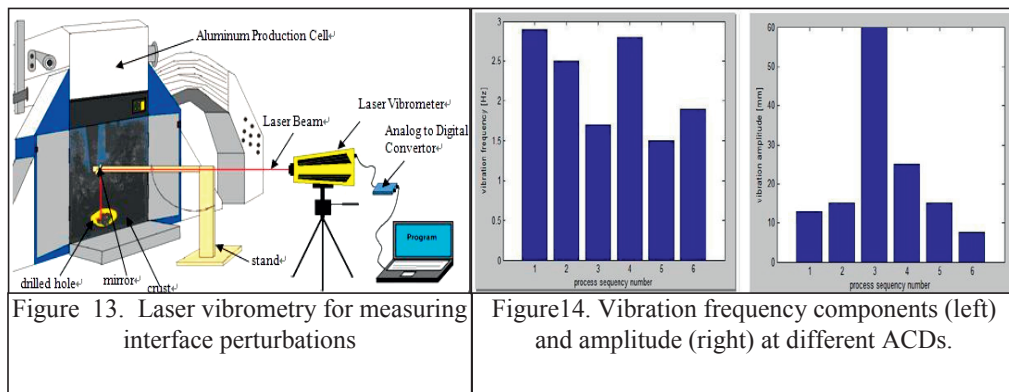 Aluminum Production Cell
Laser Vibrometer
Analog to Digital
Convertor
Laser Beam
Program
stand
drilled hole
mirror
crust
Figure 13. Laser vibrometry for measuring
interface perturbations
vibration frequency [Hz]
3
2.5
2
1.5
1
0.5
0
1 2 3 4 5 6
process sequency number
vibration amplitude [mm]
60
50
40
30
20
10
0
1 2 3 4 5 6
process sequency number
Figure14. Vibration frequency components (left)
and amplitude (right) at different ACDs.